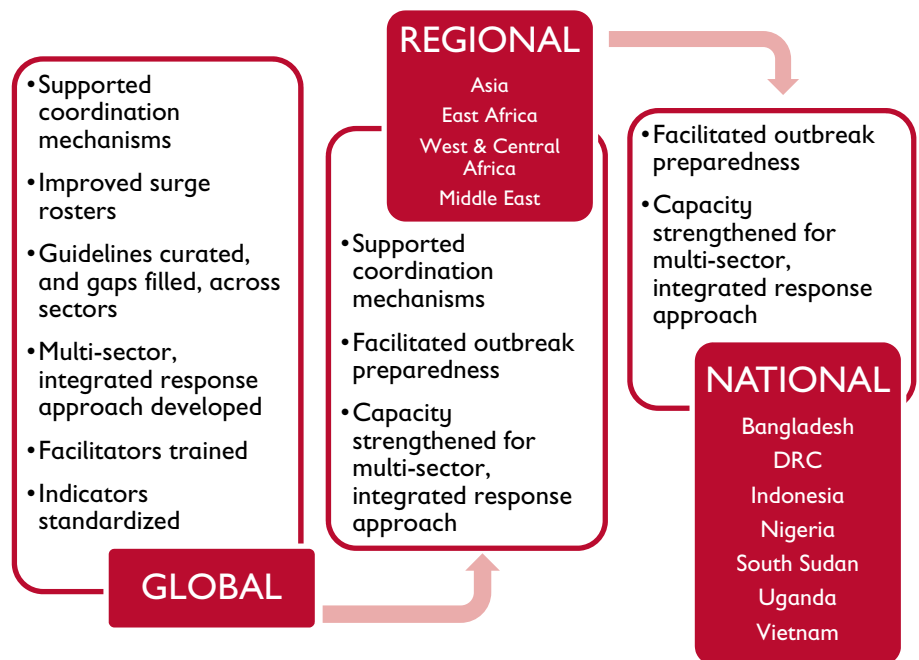 •Supported
coordination
mechanisms
•Improved surge
rosters
•Guidelines curated,
and gaps filled, across
sectors
•Multi-sector,
integrated response
approach developed
•Facilitators trained
•Indicators
standardized
GLOBAL
REGIONAL
Asia
East Africa
West & Central
Africa
Middle East
•Supported
coordination
mechanisms
•Facilitated outbreak
preparedness
•Capacity
strengthened for
multi-sector,
integrated response
approach
•Facilitated outbreak
preparedness
•Capacity
strengthened for
multi-sector,
integrated response
approach
NATIONAL
Bangladesh
DRC
Indonesia
Nigeria
South Sudan
Uganda
Vietnam